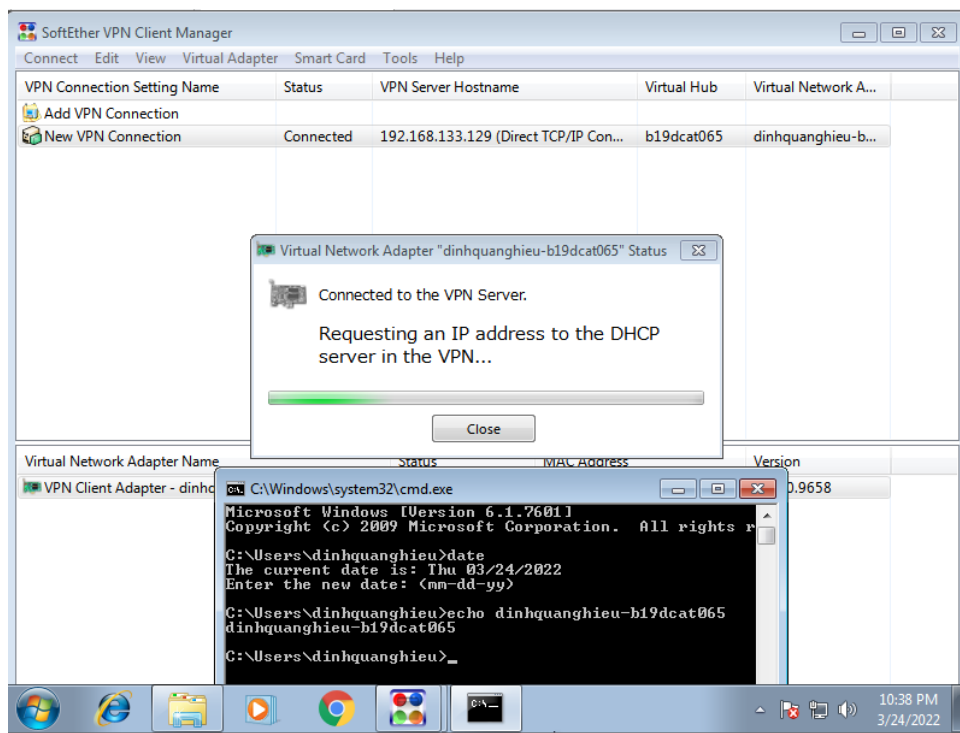 SoftEther VPN Client Manager
Connect Edit View Virtual Adapter Smart Card Tools Help
VPN Connection Setting Name Status VPN Server Hostname Virtual Hub Virtual Network A...
Add VPN Connection
New VPN Connection Connected 192.168.133.129 (Direct TCP/IP Con... b19dcat065 dinhquanghieu-b...
Virtual Network Adapter "dinhquanghieu-b19dcat065" Status
Connected to the VPN Server.
Requesting an IP address to the DHCP
server in the VPN...
Close
Virtual Network Adapter Name Status MAC Address Version
VPN Client Adapter - dinhq 0.9658
C:\Windows\system32\cmd.exe
Microsoft Windows [Version 6.1.7601]
Copyright (c) 2009 Microsoft Corporation. All rights r
C:\Users\dinhquanghieu>date
The current date is: Thu 03/24/2022
Enter the new date: (mm-dd-yy)
C:\Users\dinhquanghieu>echo dinhquanghieu-b19dcat065
dinhquanghieu-b19dcat065
C:\Users\dinhquanghieu>_
C:\_
10:38 PM
3/24/2022